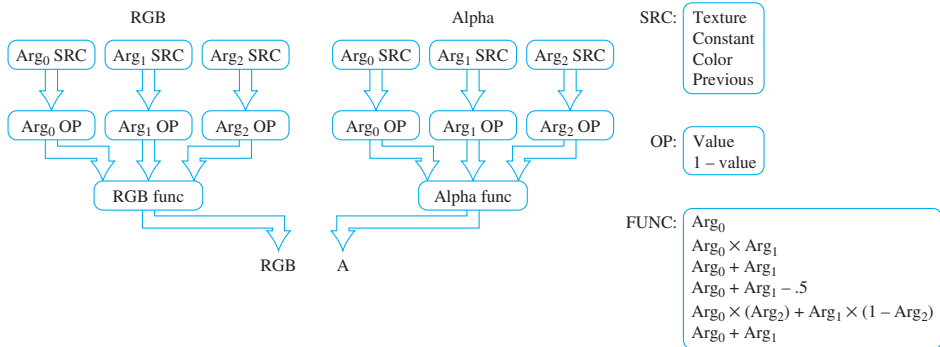 RGB
Arg₀ SRC Arg₁ SRC Arg₂ SRC
Arg₀ OP Arg₁ OP Arg₂ OP
RGB func
RGB
Alpha
Arg₀ SRC Arg₁ SRC Arg₂ SRC
Arg₀ OP Arg₁ OP Arg₂ OP
Alpha func
A
SRC: Texture
Constant
Color
Previous
OP: Value
1 – value
FUNC: Arg₀
Arg₀ × Arg₁
Arg₀ + Arg₁
Arg₀ + Arg₁ – .5
Arg₀ × (Arg₂) + Arg₁ × (1 – Arg₂)
Arg₀ + Arg₁